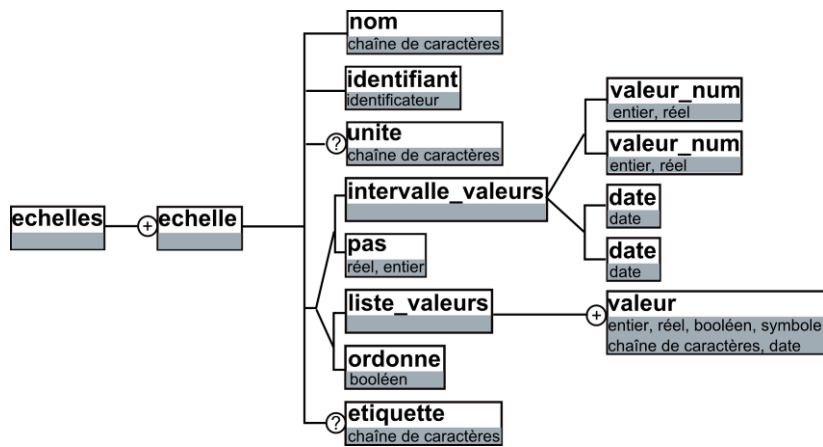 nom
chaîne de caractères
identifiant
identificateur
?
unite
chaîne de caractères
echelles
+
echelle
intervalle_valeurs
pas
réel, entier
liste_valeurs
ordonne
booléen
?
etiquette
chaîne de caractères
valeur_num
entier, réel
valeur_num
entier, réel
date
date
date
date
+
valeur
entier, réel, booléen, symbole
chaîne de caractères, date